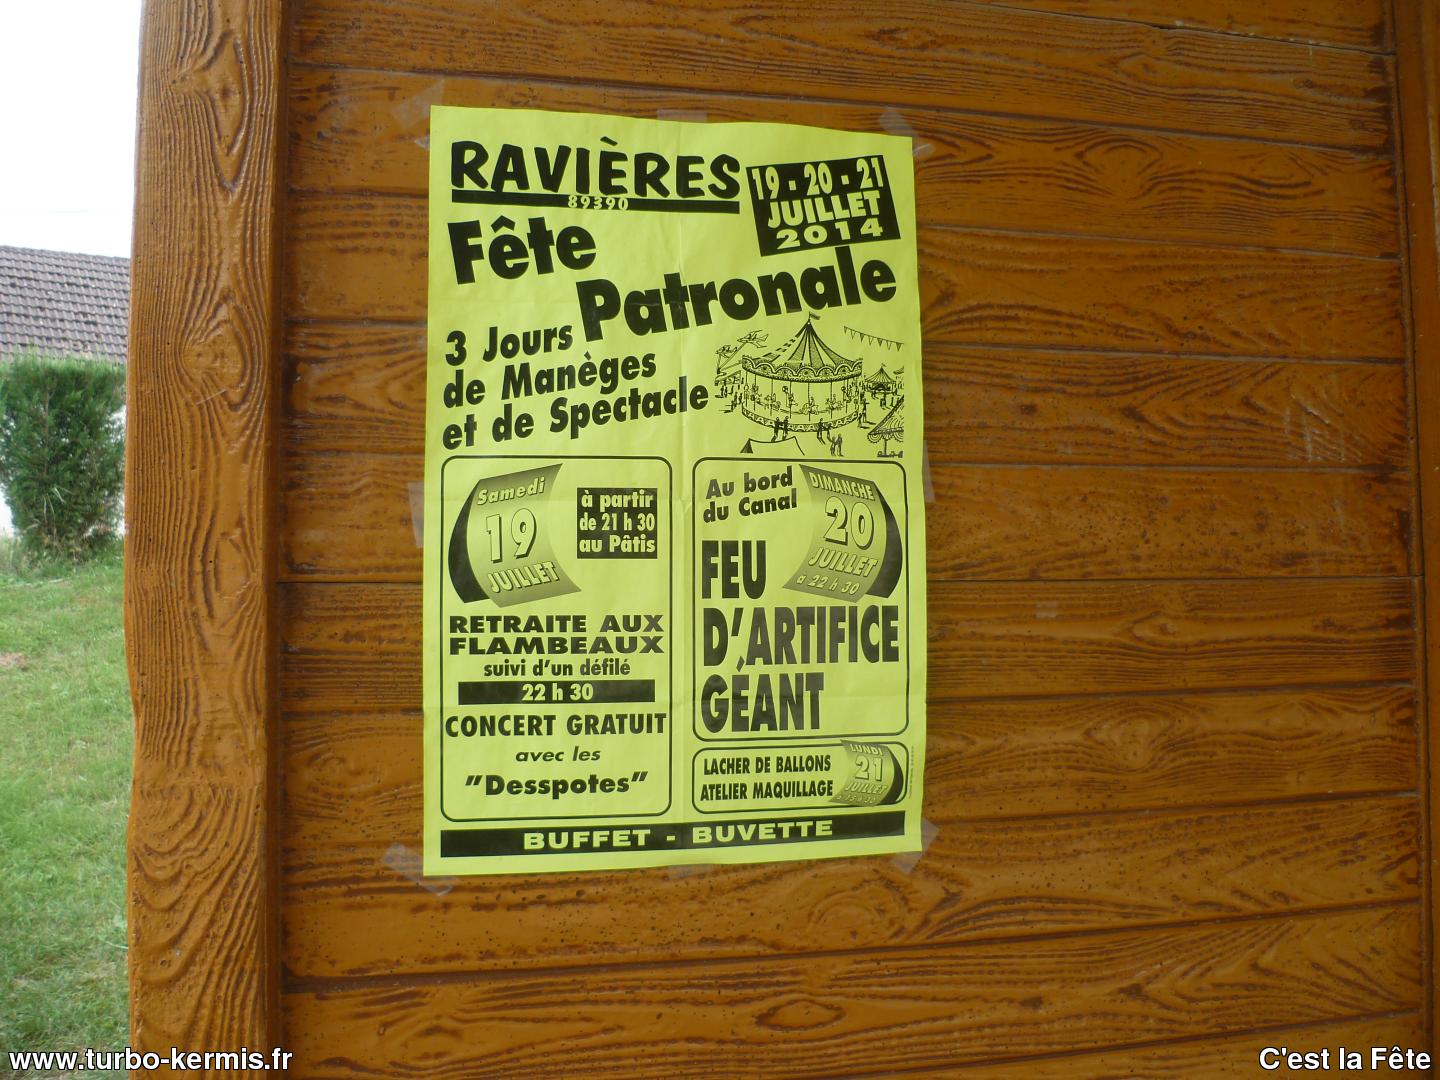 RAVIÈRES
89390
19 - 20 - 21
JUILLET
2014
Fête
Patronale
3 Jours
de Manèges
et de Spectacle
Samedi
19
JUILLET
à partir
de 21 h 30
au Pâtis
RETRAITE AUX
FLAMBEAUX
suivi d'un défilé
22 h 30
CONCERT GRATUIT
avec les
"Desspotes"
Au bord
du Canal
DIMANCHE
20
JUILLET
à 22 h 30
FEU
D'ARTIFICE
GÉANT
LACHER DE BALLONS
ATELIER MAQUILLAGE
LUNDI
21
JUILLET
BUFFET - BUVETTE
www.turbo-kermis.fr
C'est la Fête